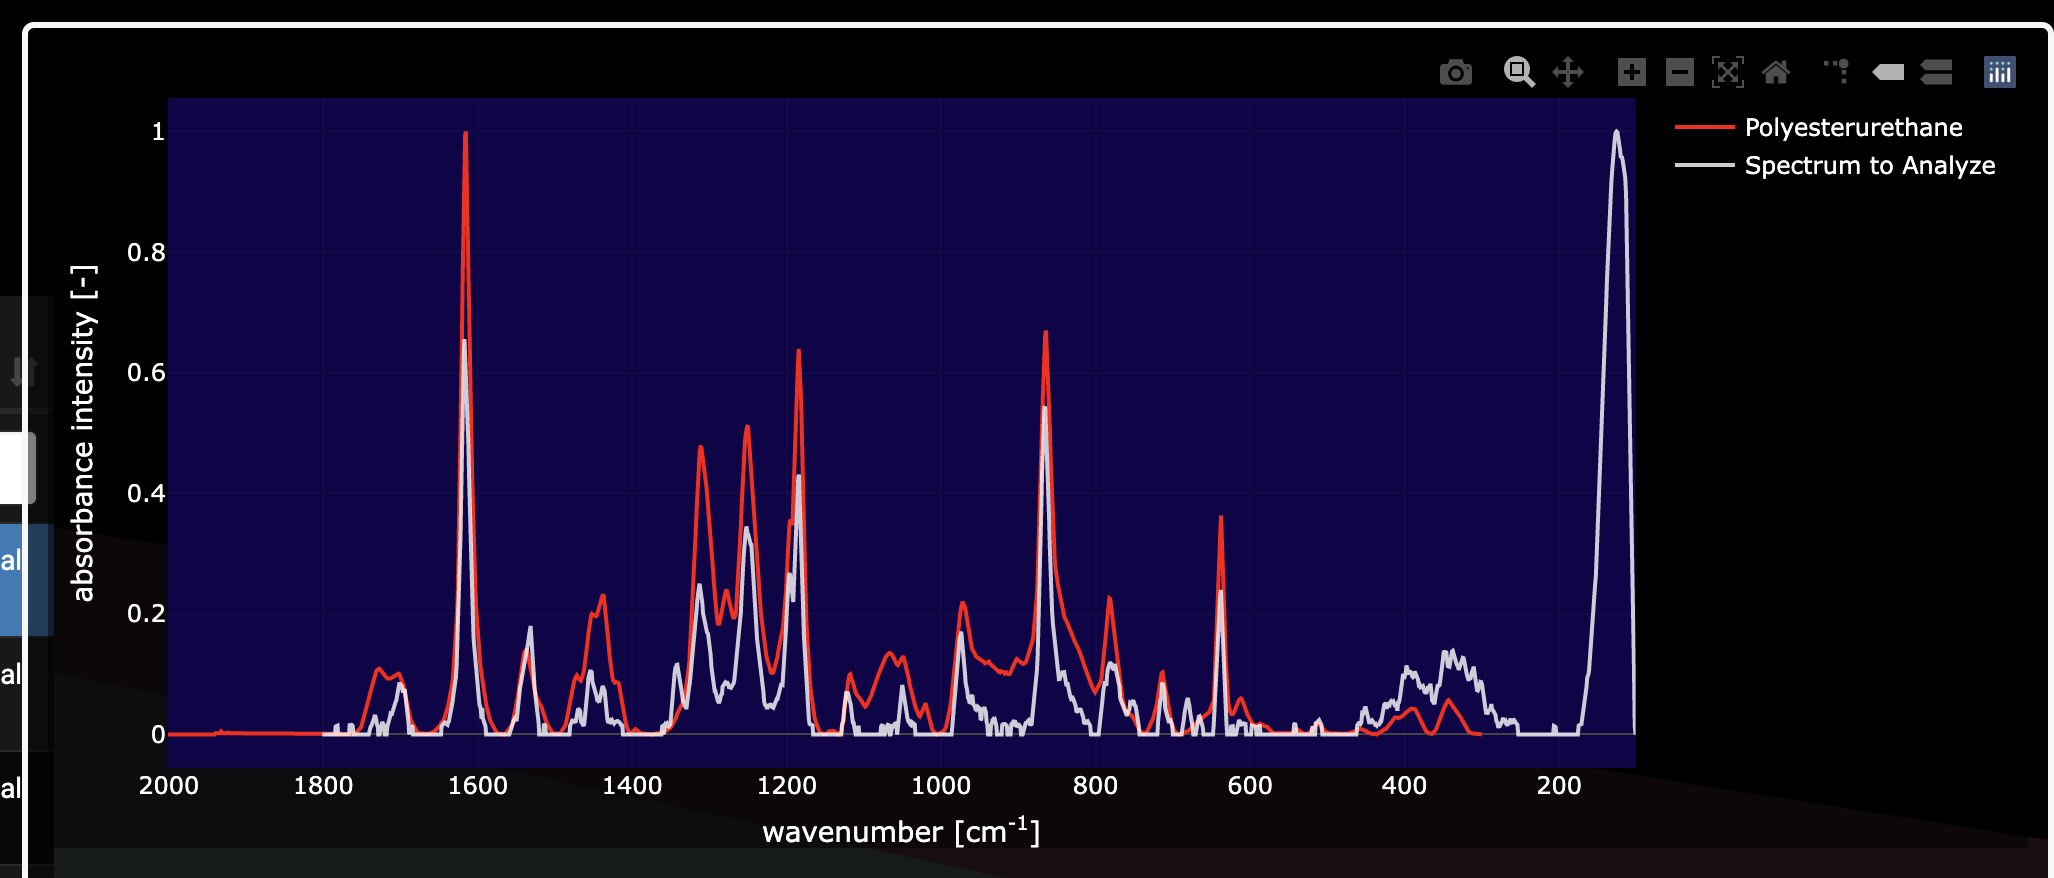 Polyesterurethane
Spectrum to Analyze
1
0.8
0.6
0.4
0.2
0
absorbance intensity [-]
al
al
al
2000 1800 1600 1400 1200 1000 800 600 400 200
wavenumber [cm⁻¹]